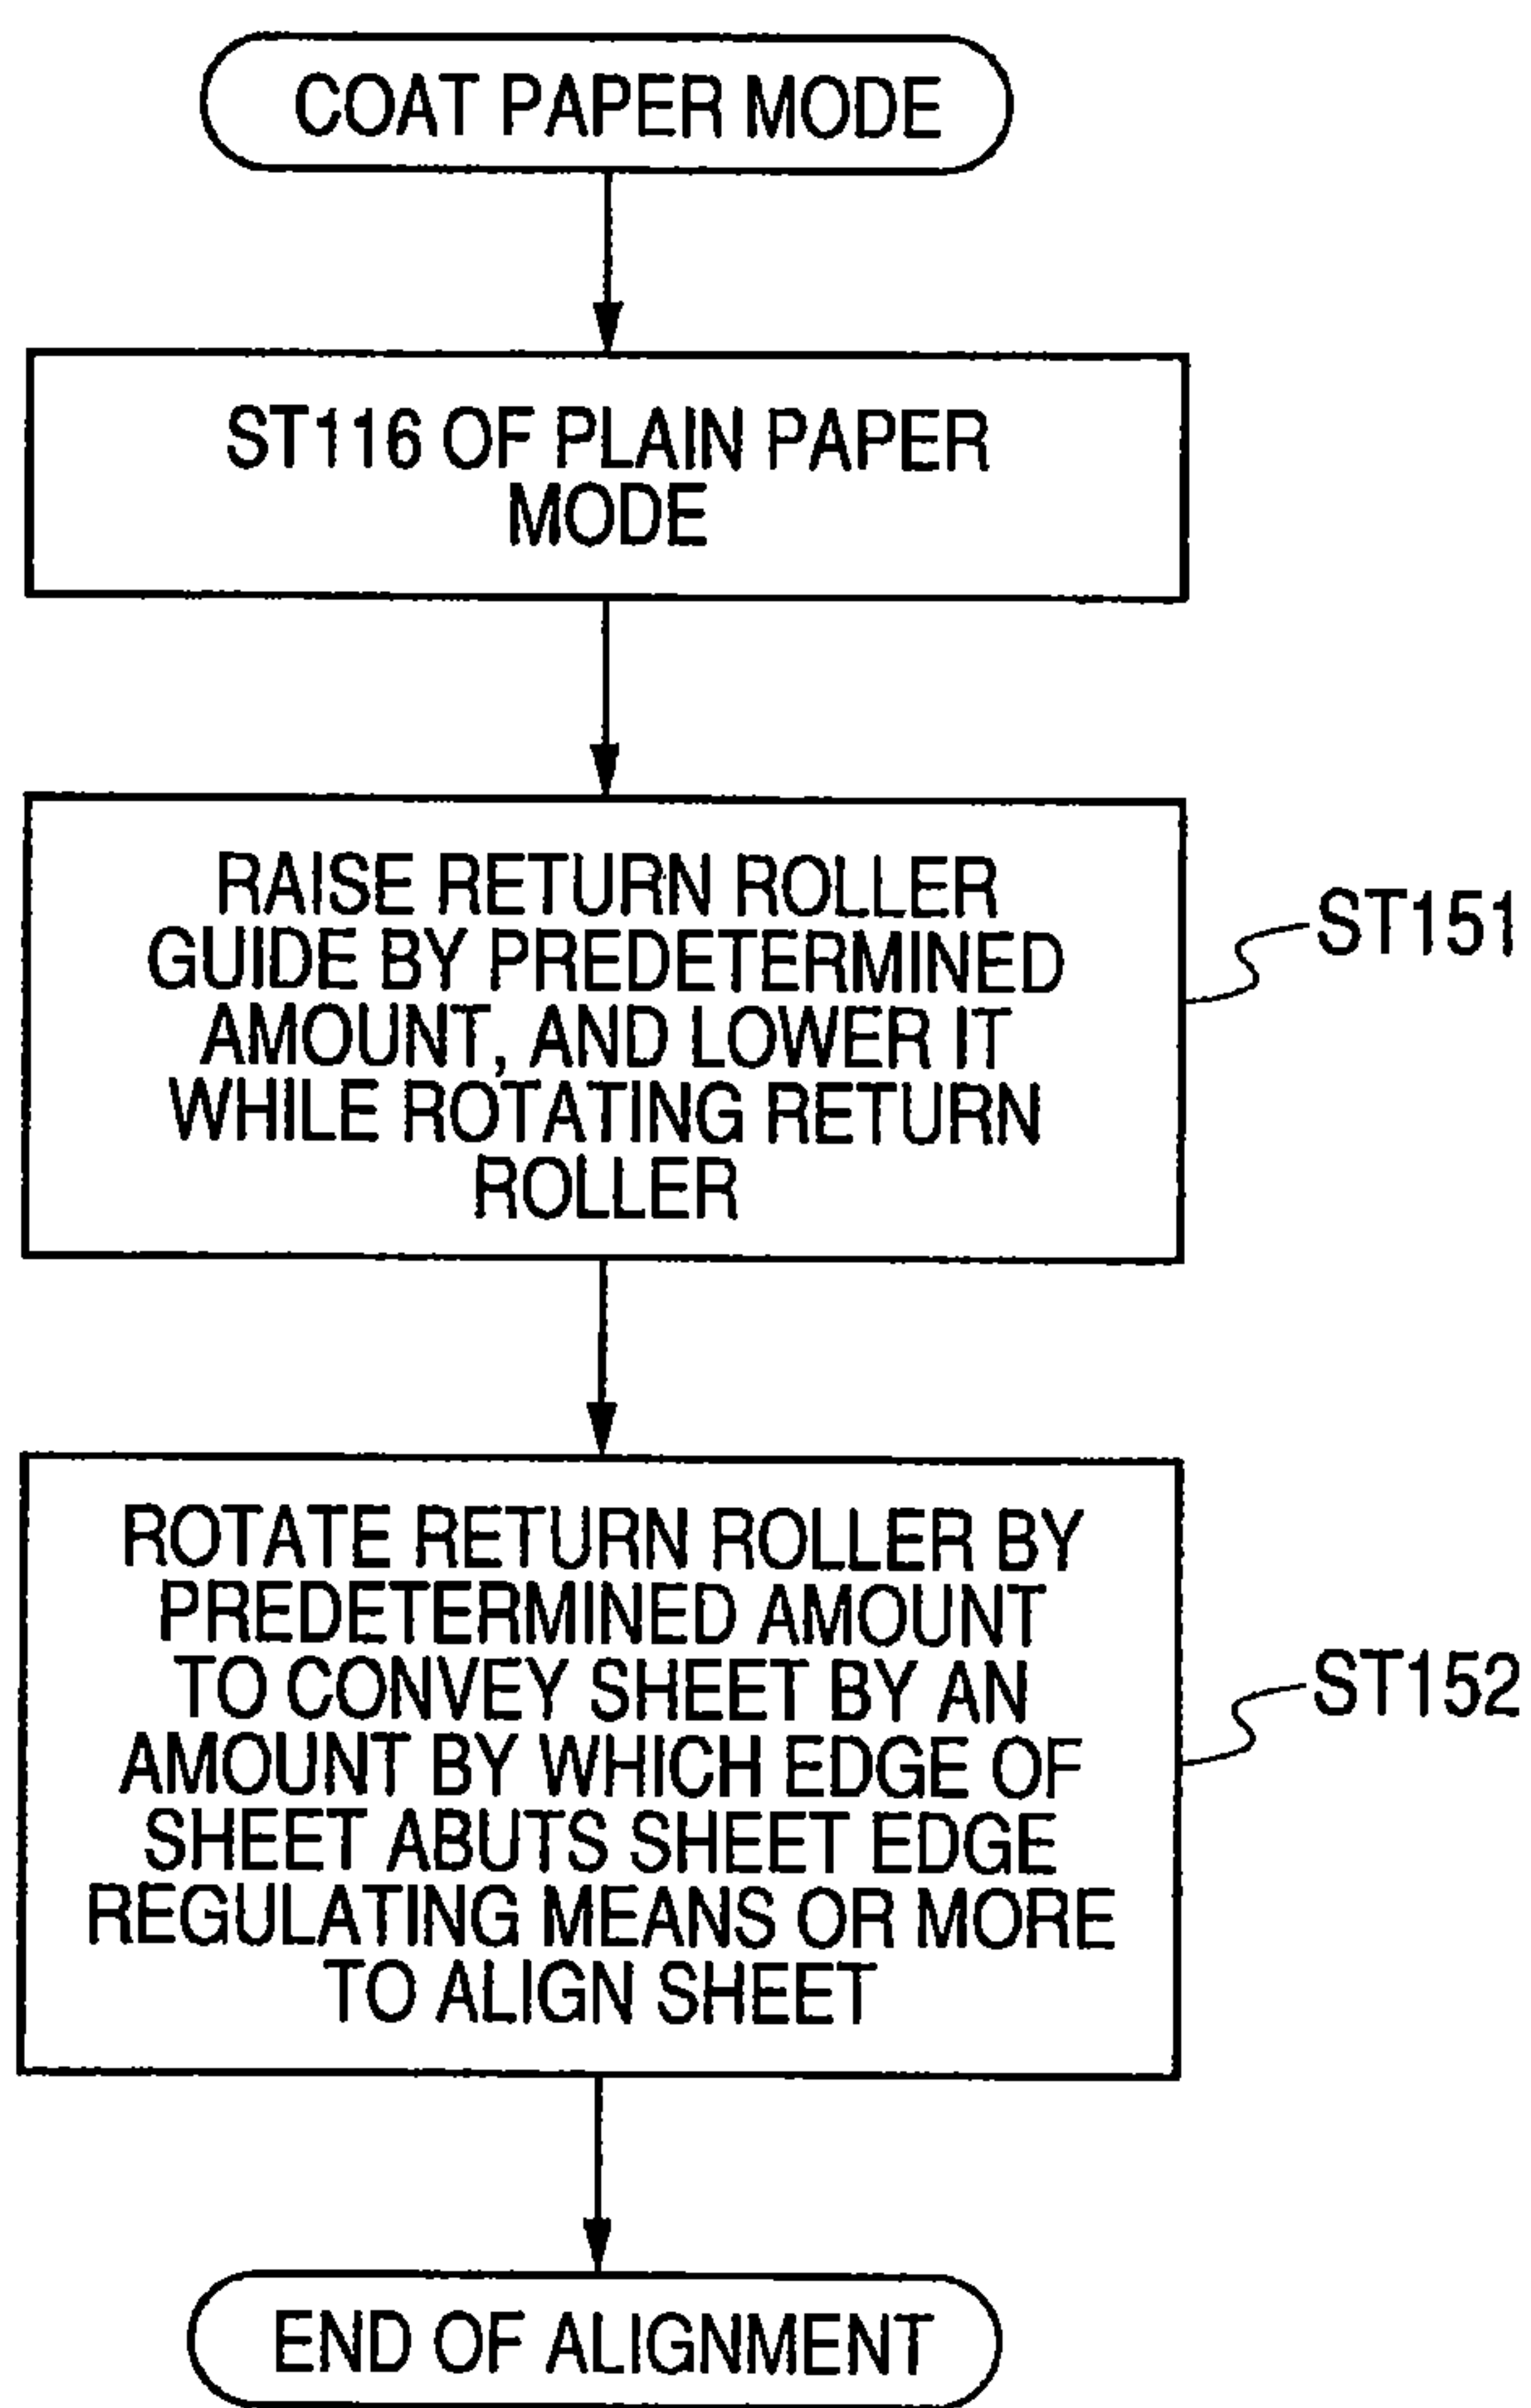 COAT PAPER MODE
ST116 OF PLAIN PAPER
MODE
RAISE RETURN ROLLER
GUIDE BY PREDETERMINED
AMOUNT, AND LOWER IT
WHILE ROTATING RETURN
ROLLER
ST151
ROTATE RETURN ROLLER BY
PREDETERMINED AMOUNT
TO CONVEY SHEET BY AN
AMOUNT BY WHICH EDGE OF
SHEET ABUTS SHEET EDGE
REGULATING MEANS OR MORE
TO ALIGN SHEET
ST152
END OF ALIGNMENT